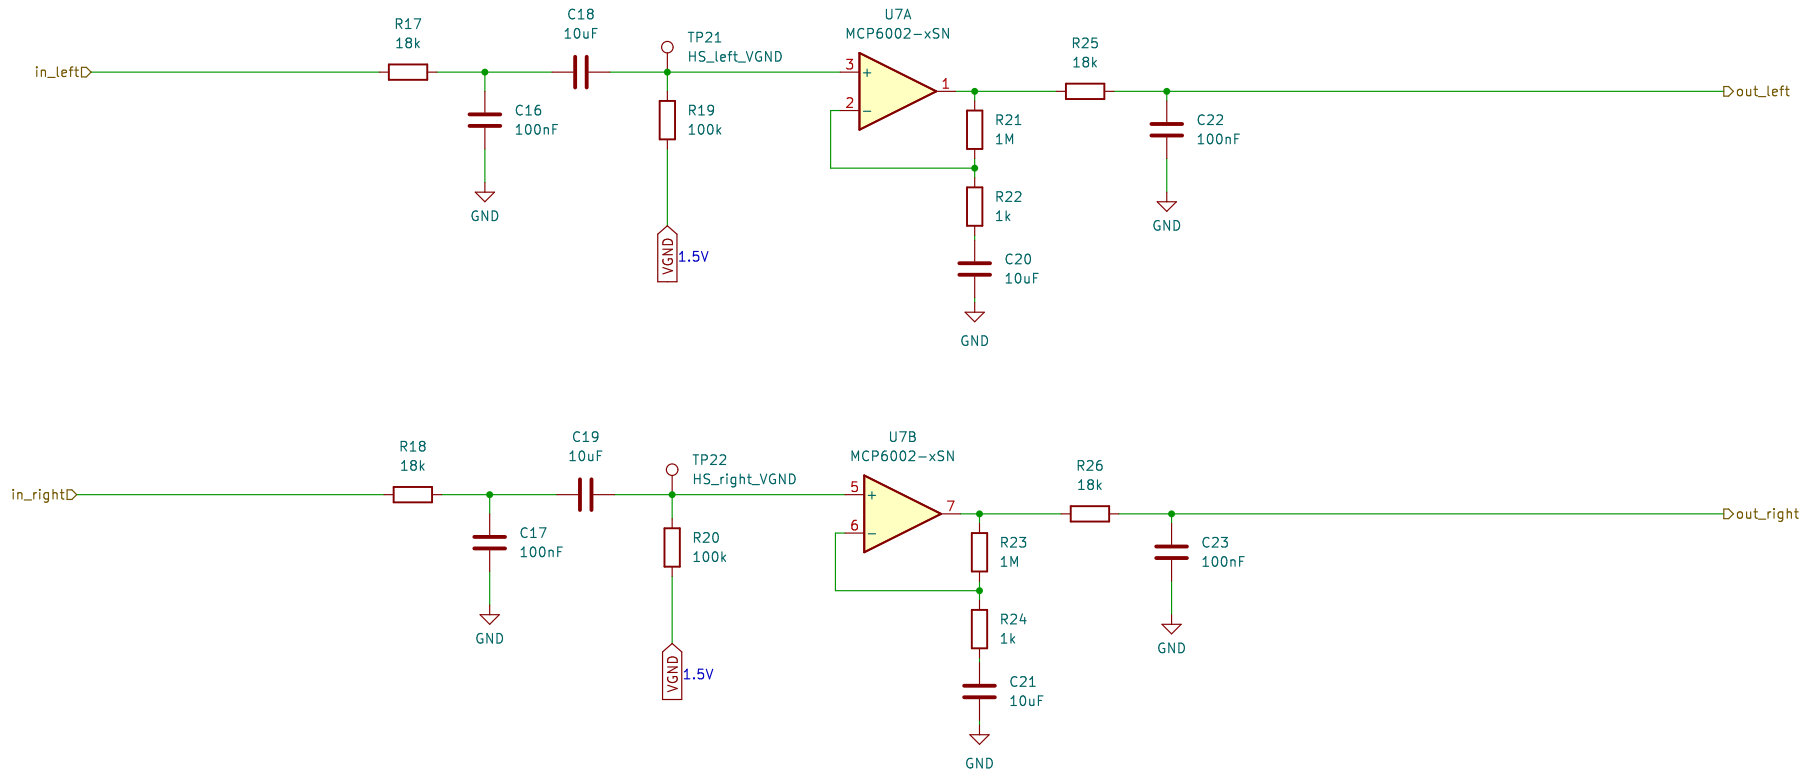 C18
10uF
U7A
MCP6002-xSN
R17
18k
TP21
HS_left_VGND
R25
18k
in_left
3
+
2
-
1
out_left
C16
100nF
R19
100k
R21
1M
C22
100nF
GND
R22
1k
GND
VGND
1.5V
C20
10uF
GND
C19
10uF
U7B
MCP6002-xSN
R18
18k
TP22
HS_right_VGND
R26
18k
in_right
5
+
6
-
7
out_right
C17
100nF
R20
100k
R23
1M
C23
100nF
GND
R24
1k
GND
VGND
1.5V
C21
10uF
GND